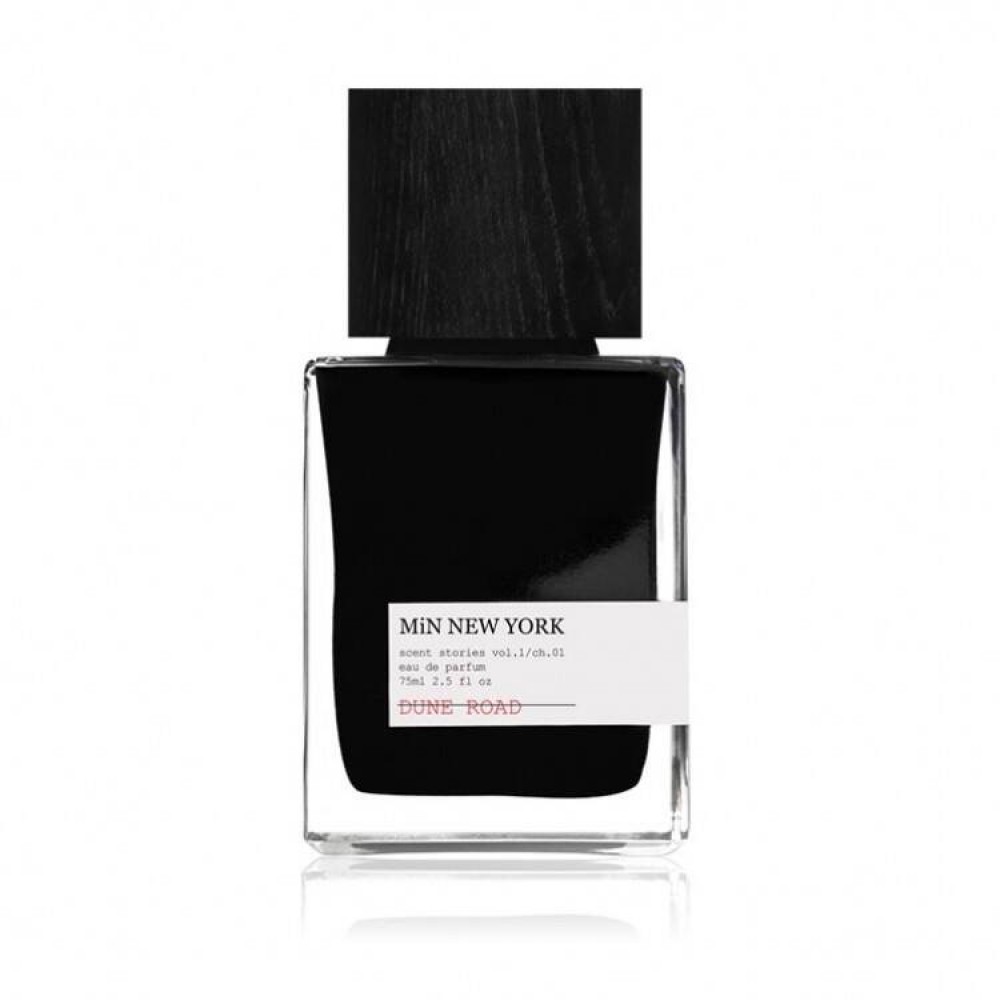 MiN NEW YORK
scent stories vol.1/ch.01
eau de parfum
75ml 2.5 fl oz
DUNE ROAD